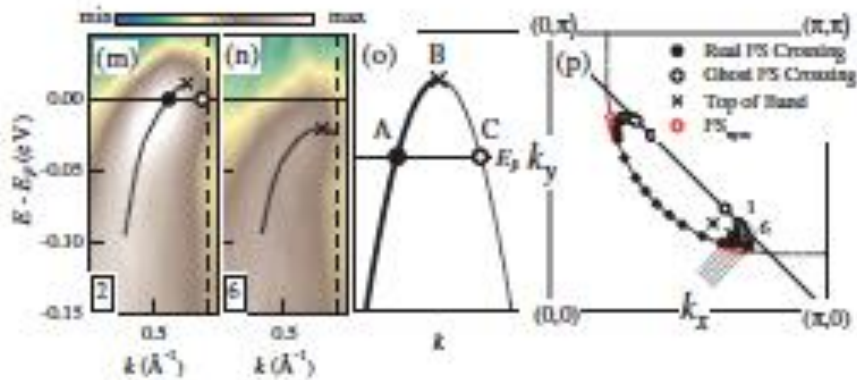 min max
(m)
(n)
(o)
(p)
B
A
C
E_F
0.00
-0.05
-0.10
-0.15
E - E_F (eV)
2
6
0.5
0.5
k (Å⁻¹)
k (Å⁻¹)
k
(0,π)
(π,π)
Real FS Crossing
Ghost FS Crossing
Top of Band
1
6
k_y
k_x
(0,0)
(π,0)